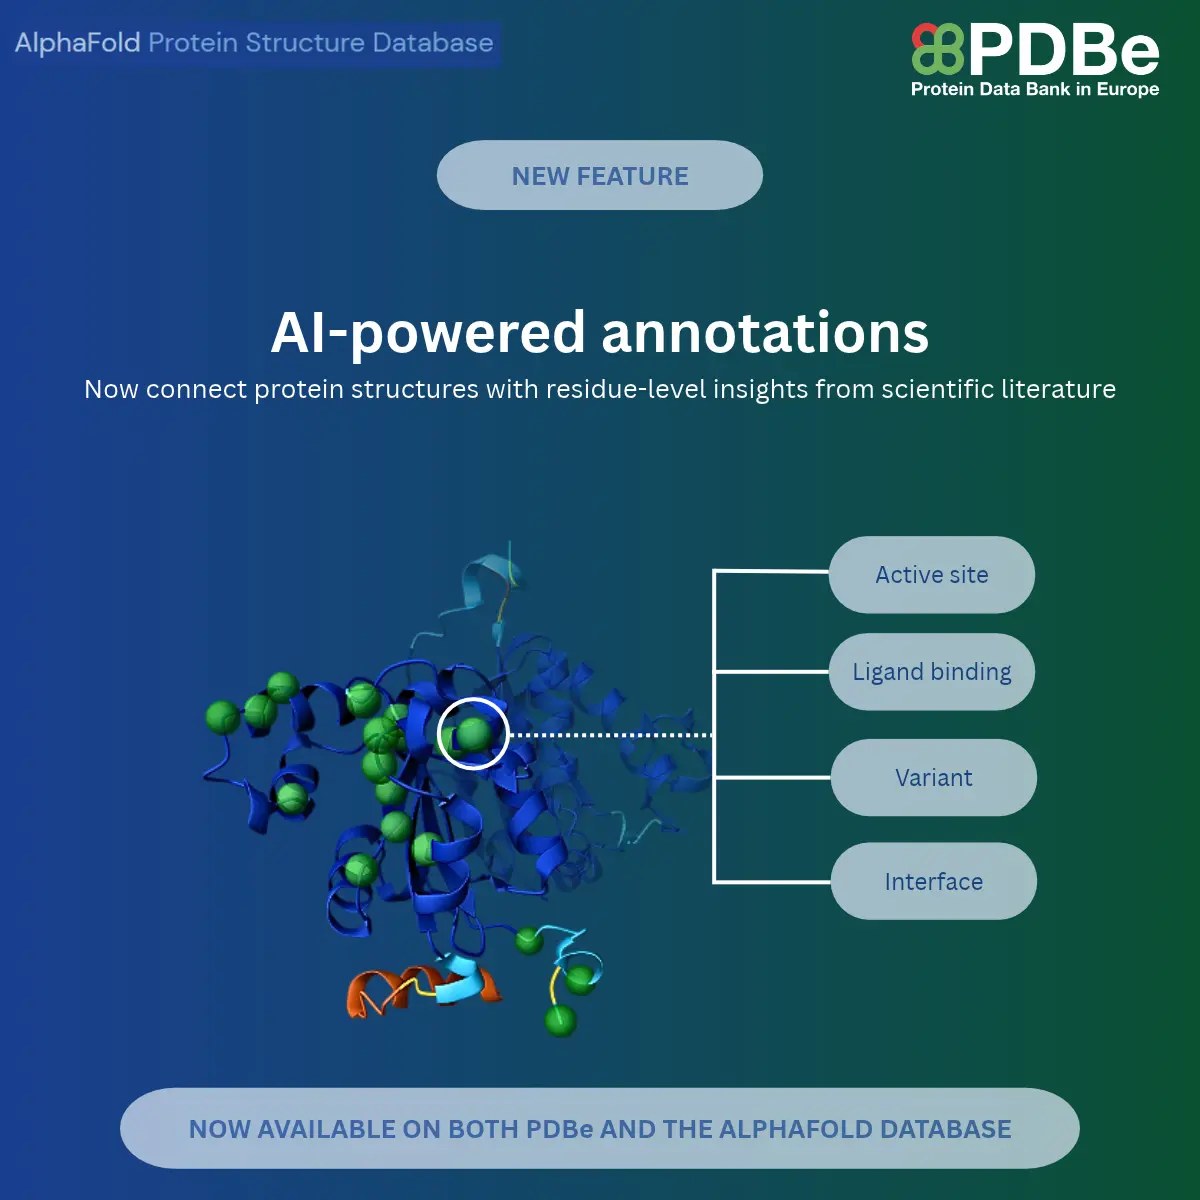 AlphaFold Protein Structure Database
PDBe
Protein Data Bank in Europe
NEW FEATURE
AI-powered annotations
Now connect protein structures with residue-level insights from scientific literature
Active site
Ligand binding
Variant
Interface
NOW AVAILABLE ON BOTH PDBe AND THE ALPHAFOLD DATABASE